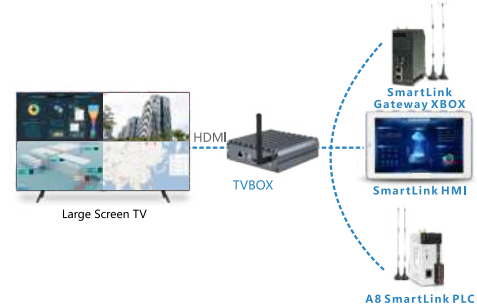 SmartLink
Gateway XBOX
HDMI
TVBOX
SmartLink HMI
Large Screen TV
A8 SmartLink PLC